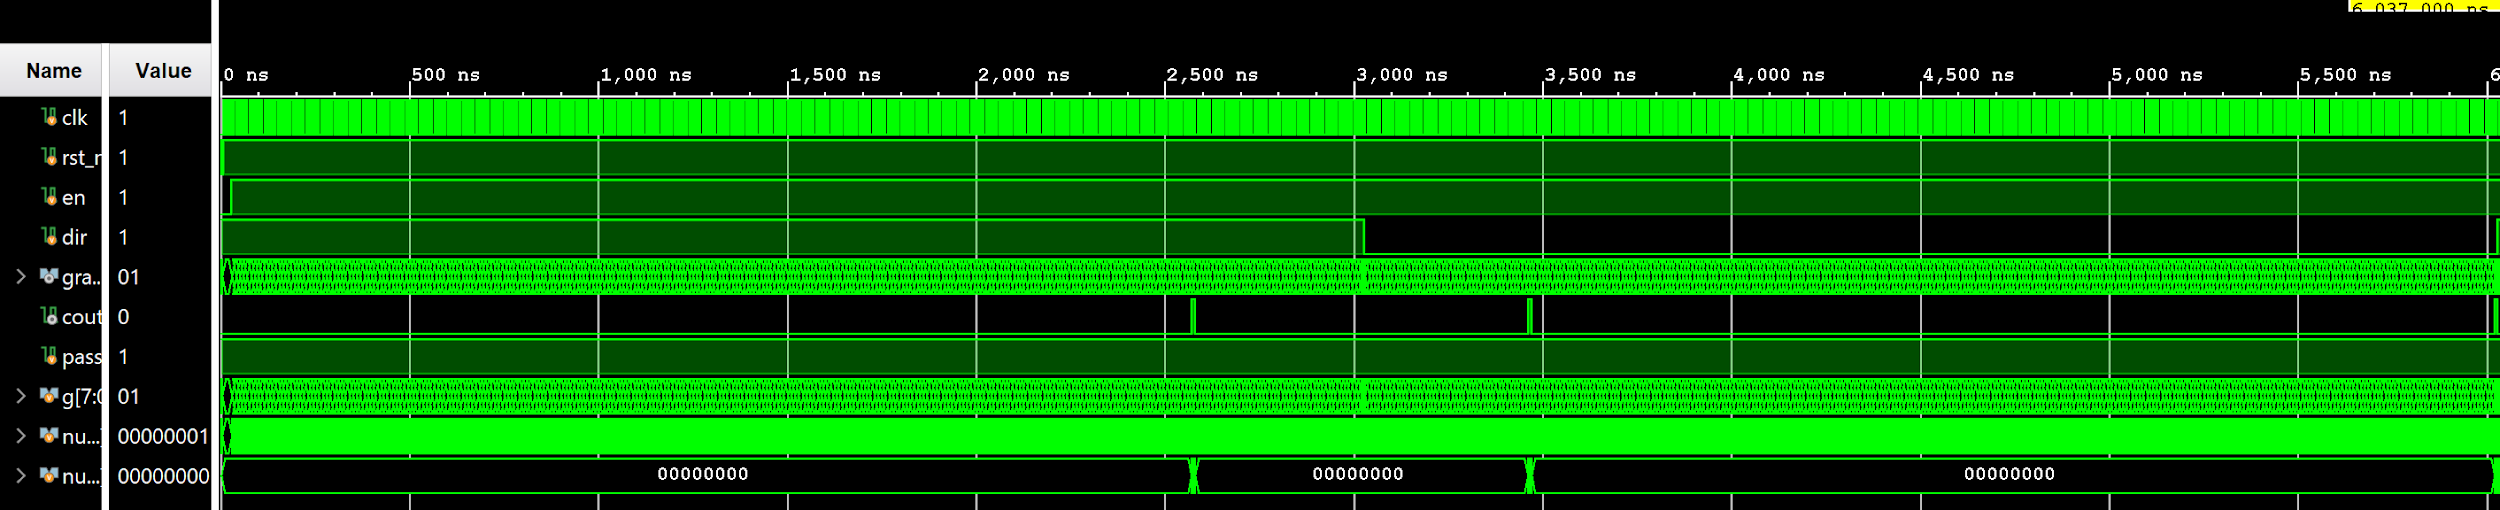 6,037.000 ns
Name Value
0 ns 500 ns 1,000 ns 1,500 ns 2,000 ns 2,500 ns 3,000 ns 3,500 ns 4,000 ns 4,500 ns 5,000 ns 5,500 ns 6
clk 1
rst_r 1
en 1
dir 1
gra... 01
cout 0
pass 1
g[7:0 01
nu...] 00000001
nu...] 00000000 00000000 00000000 00000000